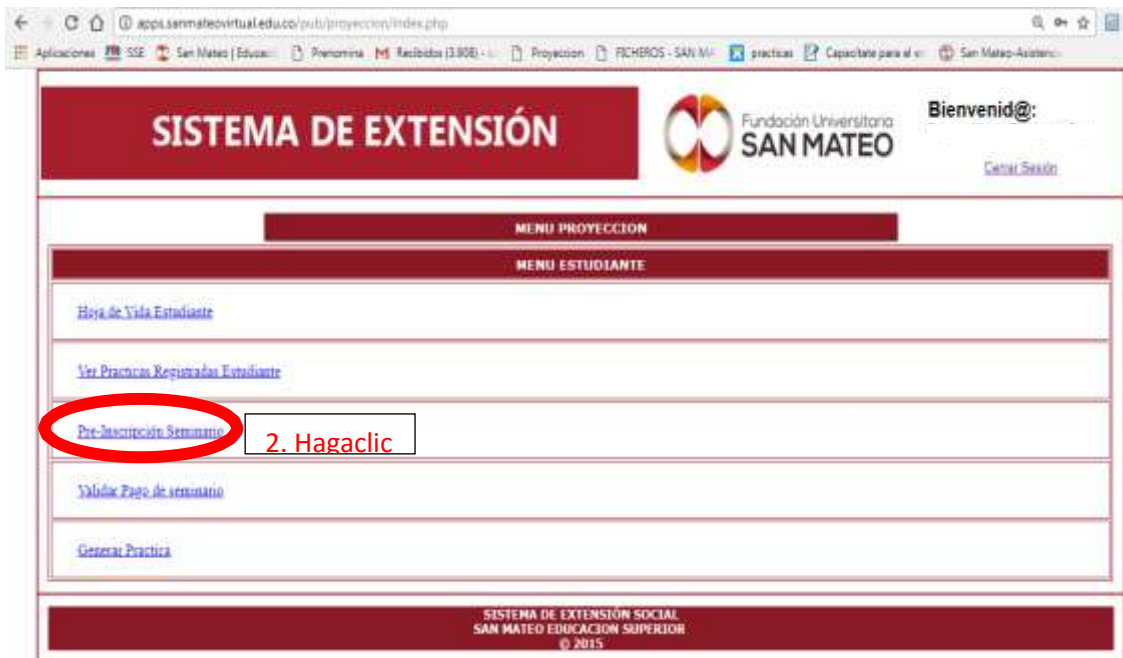 apps.sanmateovirtual.edu.co/pub/proyeccion/index.php
Aplicaciones SSE San Mateo | Educac Prenomina Recibidos (3.908) - Proyeccion FICHEROS - SAN MA practicas Capacitate para el San Mateo-Asistenc
SISTEMA DE EXTENSIÓN
Fundación Universitaria
SAN MATEO
Bienvenid@:
Cerrar Sesión
MENU PROYECCION
MENU ESTUDIANTE
Hoja de Vida Estudiante
Ver Practicas Registradas Estudiante
Pre-Inscripción Seminario
2. Hagaclic
Validar Pago de seminario
Generar Practica
SISTEMA DE EXTENSIÓN SOCIAL
SAN MATEO EDUCACION SUPERIOR
© 2015